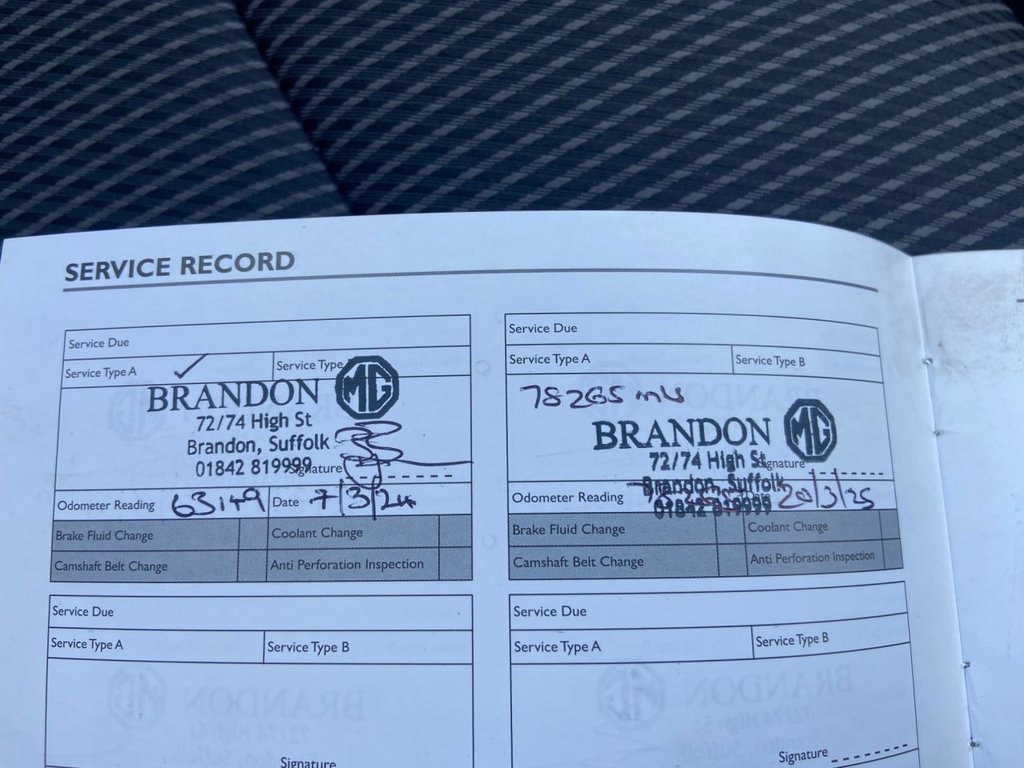 SERVICE RECORD
Service Due
Service Type A ✓ Service Type
BRANDON MG
72/74 High St
Brandon, Suffolk
01842 819999 Signature
Odometer Reading 63149 Date 7/3/24
Brake Fluid Change Coolant Change
Camshaft Belt Change Anti Perforation Inspection
Service Due
Service Type A Service Type B
78265 
BRANDON MG
72/74 High St Signature
Brandon, Suffolk
Odometer Reading 20/3/25
01842 819999
Brake Fluid Change Coolant Change
Camshaft Belt Change Anti Perforation Inspection
Service Due
Service Type A Service Type B
Signature
Service Due
Service Type A Service Type B
Signature